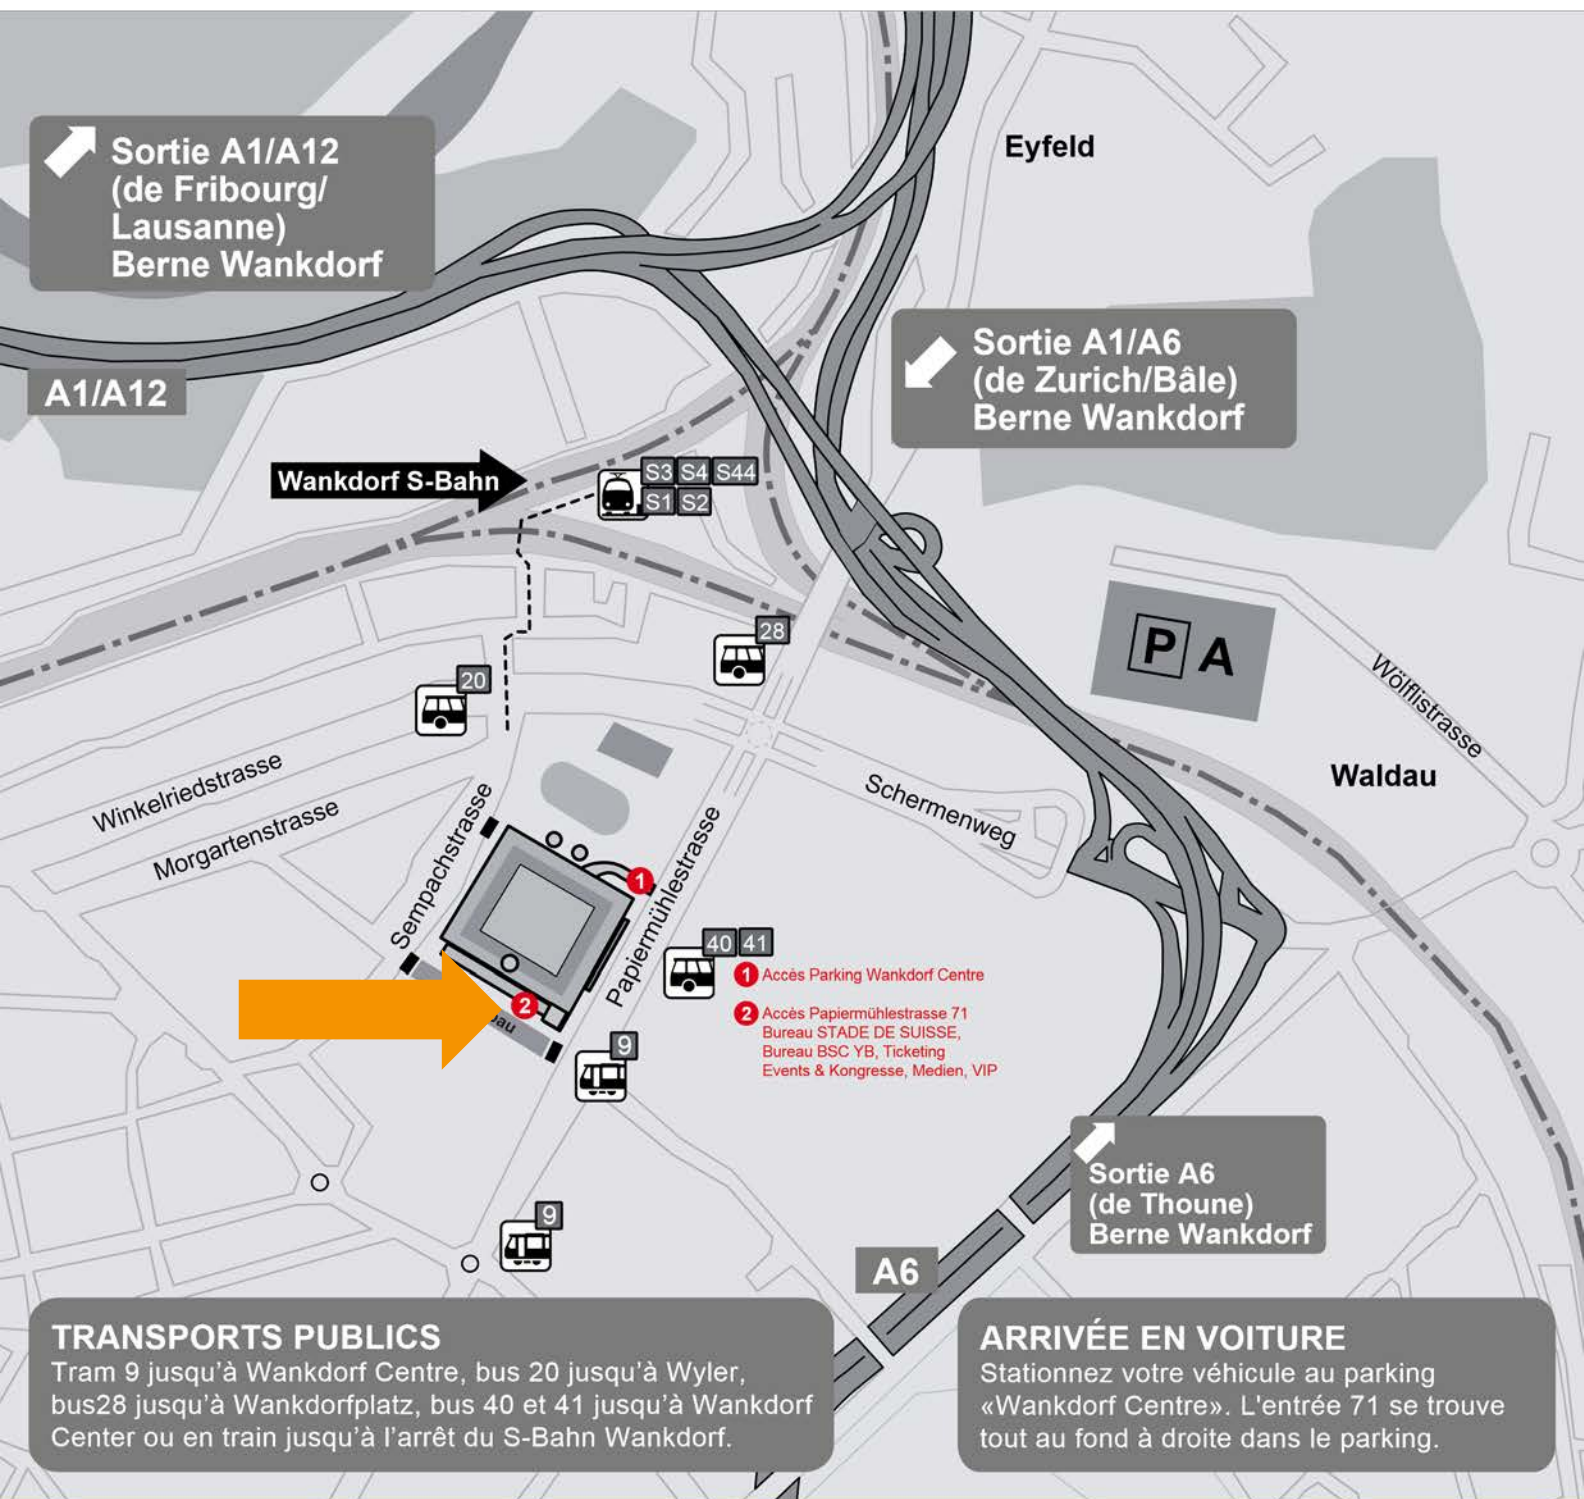 Sortie A1/A12
(de Fribourg/
Lausanne)
Berne Wankdorf
Eyfeld
Sortie A1/A6
(de Zurich/Bâle)
Berne Wankdorf
A1/A12
Wankdorf S-Bahn
S3 S4 S44
S1 S2
28
20
P A
Wölflistrasse
Waldau
Winkelriedstrasse
Morgartenstrasse
Sempachstrasse
Papiermühlestrasse
Schermenweg
1
40 41
1 Accès Parking Wankdorf Centre
2
2 Accès Papiermühlestrasse 71
Bureau STADE DE SUISSE,
Bureau BSC YB, Ticketing
Events & Kongresse, Medien, VIP
9
9
Sortie A6
(de Thoune)
Berne Wankdorf
A6
TRANSPORTS PUBLICS
Tram 9 jusqu’à Wankdorf Centre, bus 20 jusqu’à Wyler,
bus28 jusqu’à Wankdorfplatz, bus 40 et 41 jusqu’à Wankdorf
Center ou en train jusqu’à l’arrêt du S-Bahn Wankdorf.
ARRIVÉE EN VOITURE
Stationnez votre véhicule au parking
«Wankdorf Centre». L'entrée 71 se trouve
tout au fond à droite dans le parking.